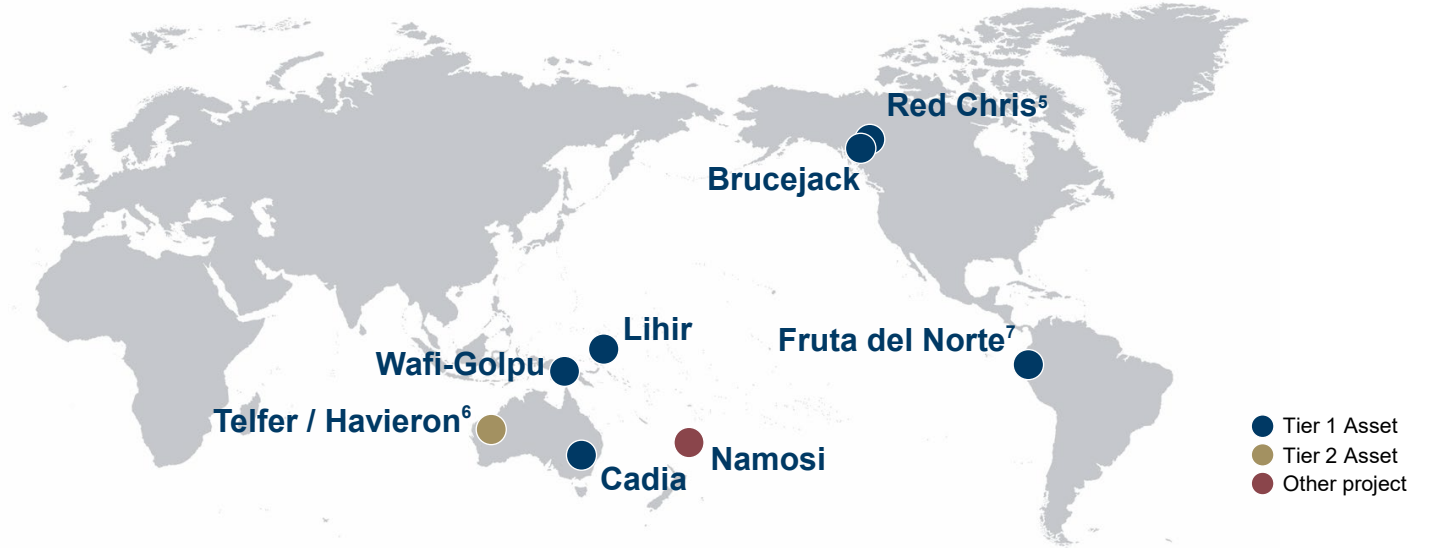 Red Chris⁵
Brucejack
Lihir
Fruta del Norte⁷
Wafi-Golpu
Telfer / Havieron⁶
Namosi
Cadia
Tier 1 Asset
Tier 2 Asset
Other project